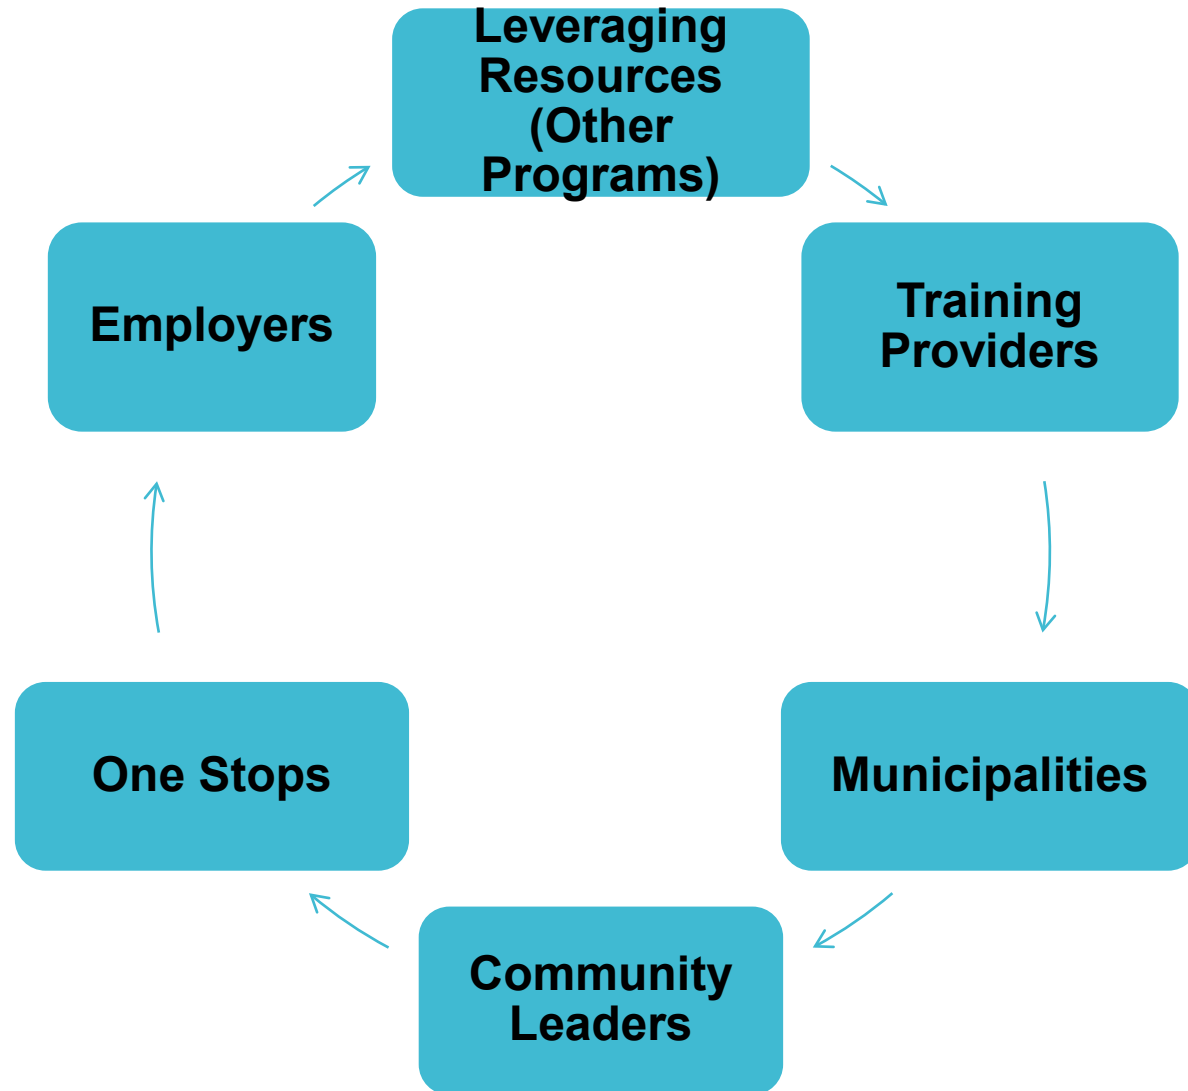 Leveraging
Resources
(Other
Programs)
Training
Providers
Municipalities
Community
Leaders
One Stops
Employers